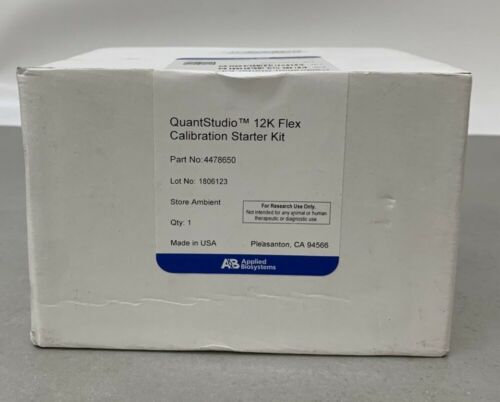 QuantStudio™ 12K Flex
Calibration Starter Kit
Part No:4478650
Lot No: 1806123
Store Ambient
For Research Use Only.
Not intended for any animal or human
therapeutic or diagnostic use.
Qty: 1
Made in USA
Pleasanton, CA 94566
AB Applied
Biosystems